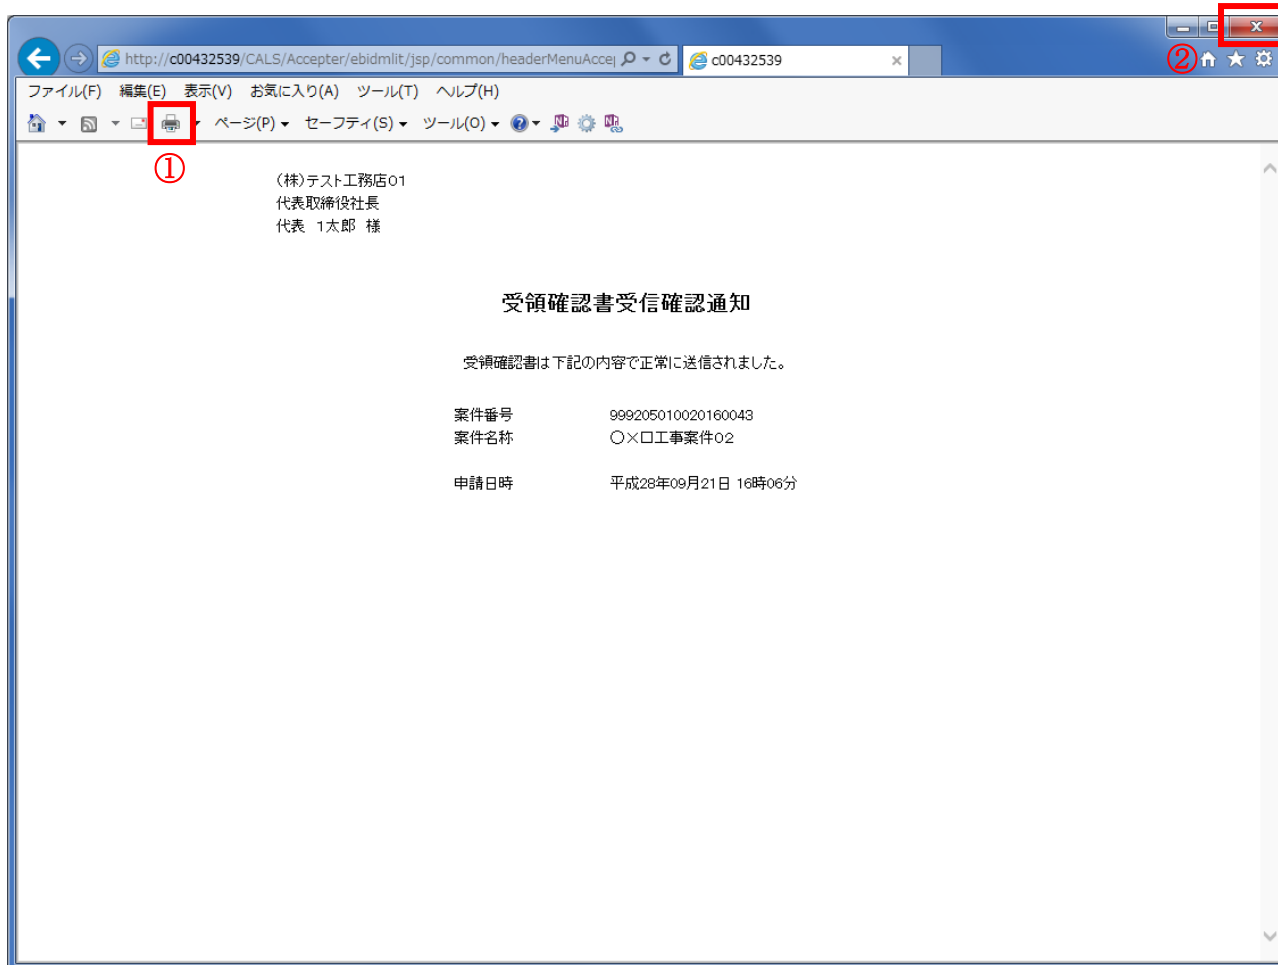 ②
http://c00432539/CALS/Accepter/ebidmlit/jsp/common/headerMenuAccep
c00432539
ファイル(F) 編集(E) 表示(V) お気に入り(A) ツール(T) ヘルプ(H)
ページ(P) セーフティ(S) ツール(O)
①
(株)テスト工務店01
代表取締役社長
代表 1太郎 様
受領確認書受信確認通知
受領確認書は下記の内容で正常に送信されました。
案件番号 999205010020160043
案件名称 ○×口工事案件02
申請日時 平成28年09月21日 16時06分